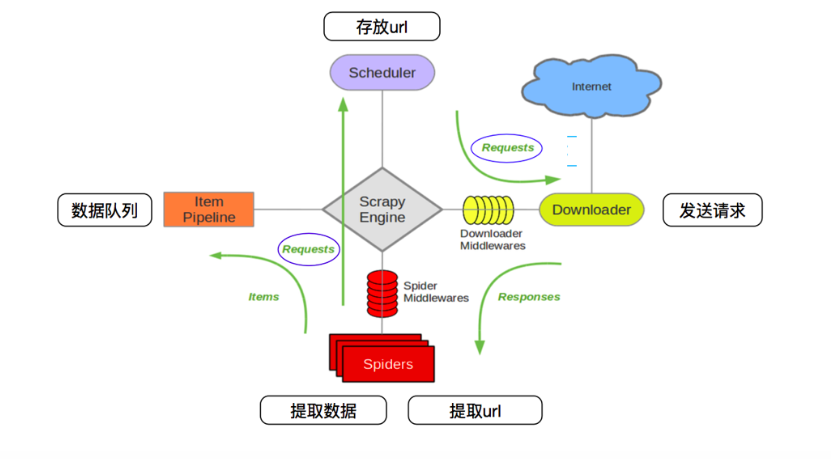 存放url
Scheduler
Internet
Requests
数据队列
Item
Pipeline
Scrapy
Engine
Downloader
发送请求
Downloader
Middlewares
Requests
Spider
Middlewares
Items
Responses
Spiders
提取数据
提取url